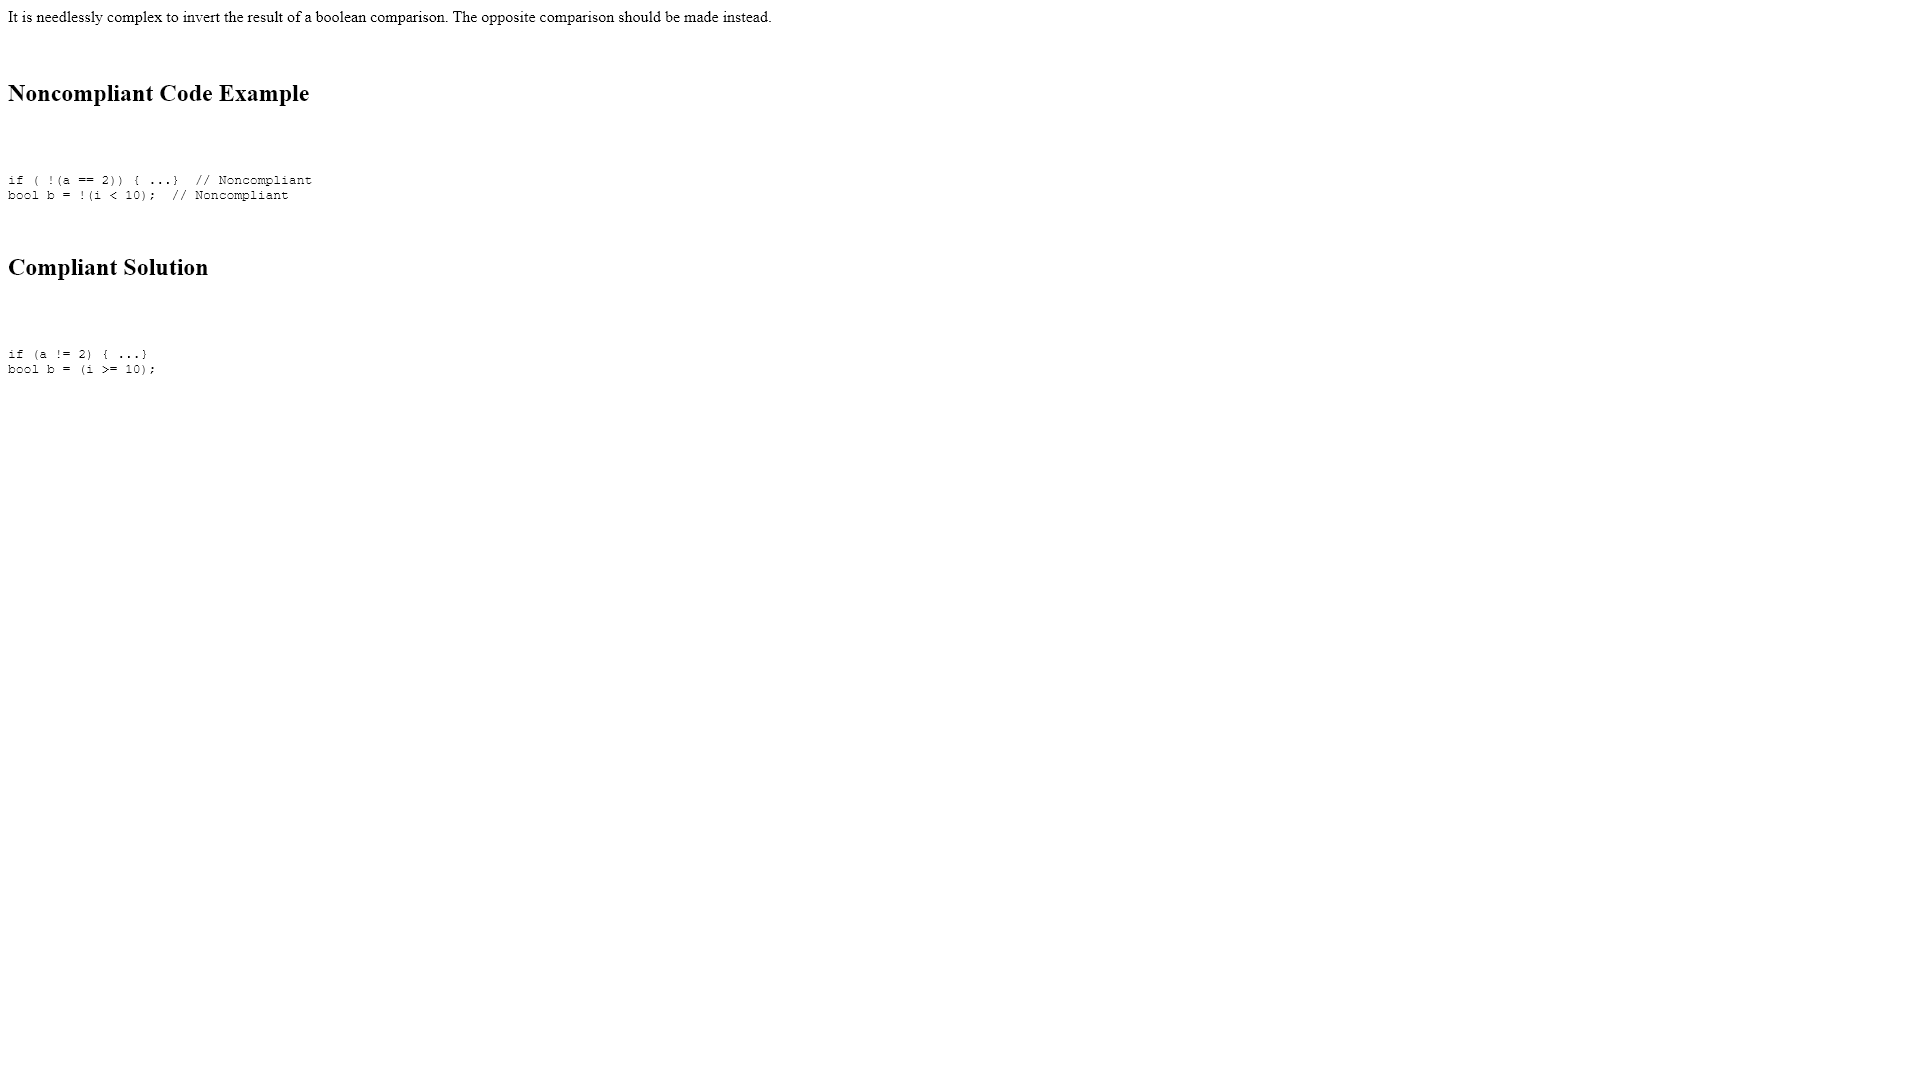 It is needlessly complex to invert the result of a boolean comparison. The opposite comparison should be made instead.
Noncompliant Code Example
if ( !(a == 2)) { ...}  // Noncompliant
bool b = !(i < 10);  // Noncompliant
Compliant Solution
if (a != 2) { ...}
bool b = (i >= 10);